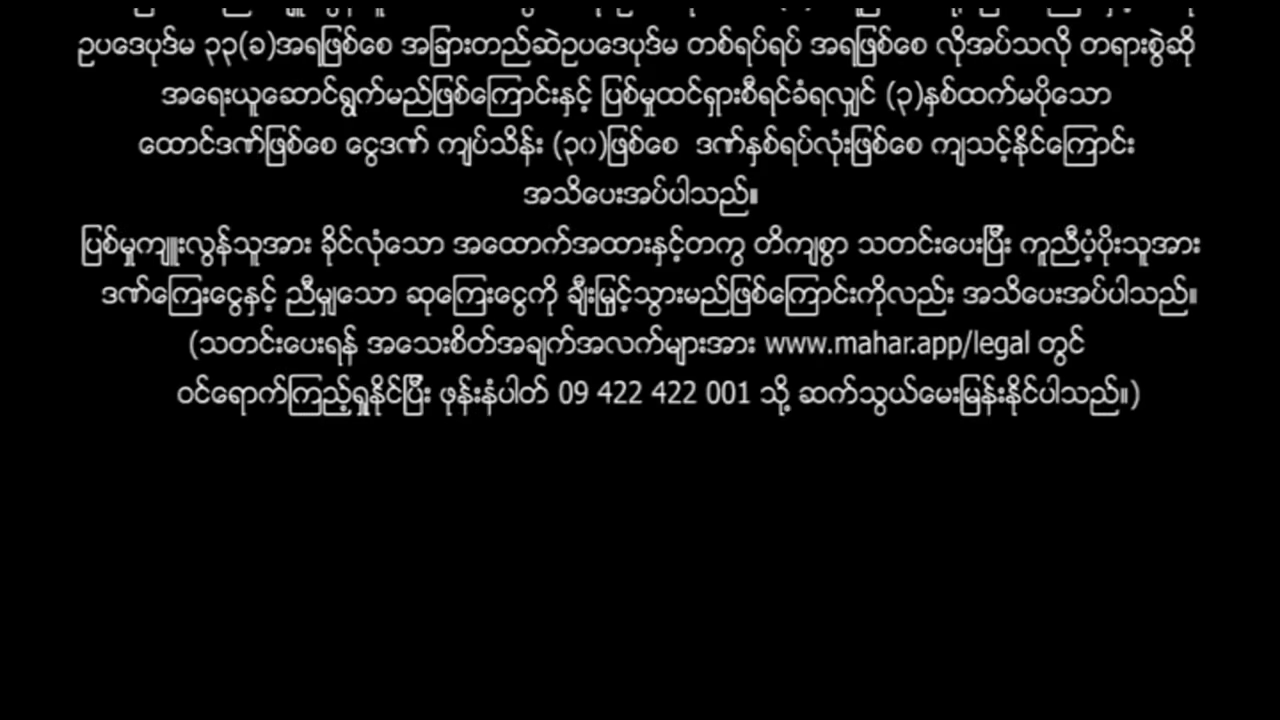 ဥပဒေပုဒ်မ ၃၃(ခ)အရဖြစ်စေ အခြားတည်ဆဲဥပဒေပုဒ်မ တစ်ရပ်ရပ် အရဖြစ်စေ လိုအပ်သလို တရားစွဲဆို
အရေးယူဆောင်ရွက်မည်ဖြစ်ကြောင်းနှင့် ပြစ်မှုထင်ရှားစီရင်ခံရလျှင် (၃)နှစ်ထက်မပိုသော
ထောင်ဒဏ်ဖြစ်စေ ငွေဒဏ် ကျပ်သိန်း (၃၀)ဖြစ်စေ ဒဏ်နှစ်ရပ်လုံးဖြစ်စေ ကျသင့်နိုင်ကြောင်း
အသိပေးအပ်ပါသည်။
ပြစ်မှုကျူးလွန်သူအား ခိုင်လုံသော အထောက်အထားနှင့်တကွ တိကျစွာ သတင်းပေးပြီး ကူညီပံ့ပိုးသူအား
ဒဏ်ကြေးငွေနှင့် ညီမျှသော ဆုကြေးငွေကို ချီးမြှင့်သွားမည်ဖြစ်ကြောင်းကိုလည်း အသိပေးအပ်ပါသည်။
(သတင်းပေးရန် အသေးစိတ်အချက်အလက်များအား www.mahar.app/legal တွင်
ဝင်ရောက်ကြည့်ရှုနိုင်ပြီး ဖုန်းနံပါတ် 09 422 422 001 သို့ ဆက်သွယ်မေးမြန်းနိုင်ပါသည်။)